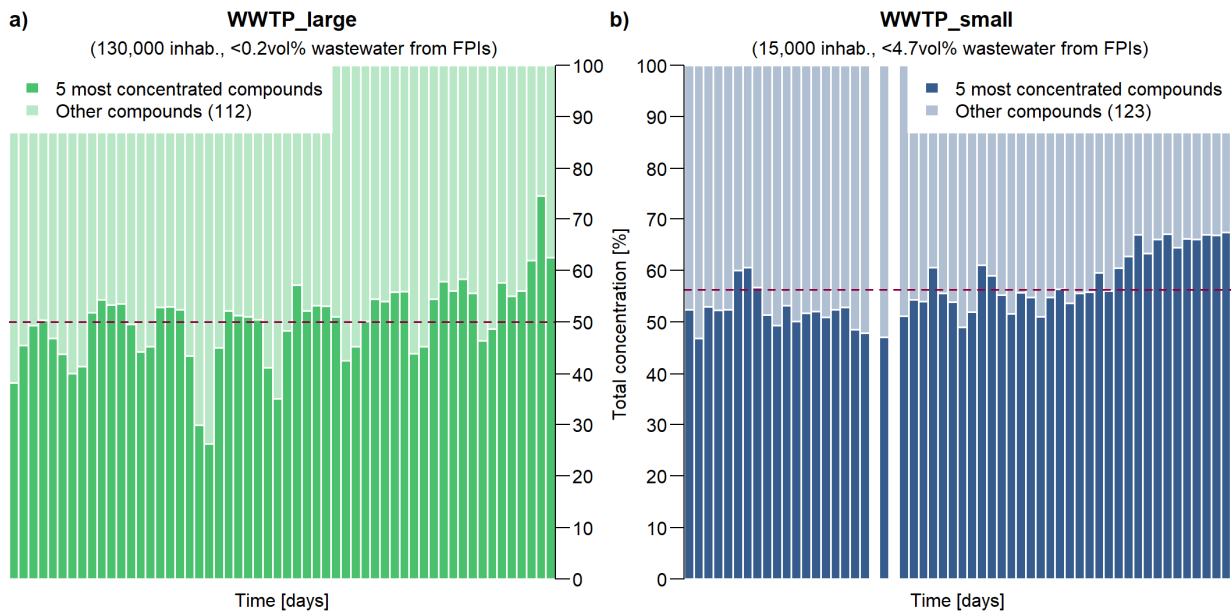 a)
WWTP_large
(130,000 inhab., <0.2vol% wastewater from FPIs)
5 most concentrated compounds
Other compounds (112)
100
90
80
70
60
50
40
30
20
10
0
Time [days]
b)
WWTP_small
(15,000 inhab., <4.7vol% wastewater from FPIs)
5 most concentrated compounds
Other compounds (123)
Total concentration [%]
100
90
80
70
60
50
40
30
20
10
0
Time [days]